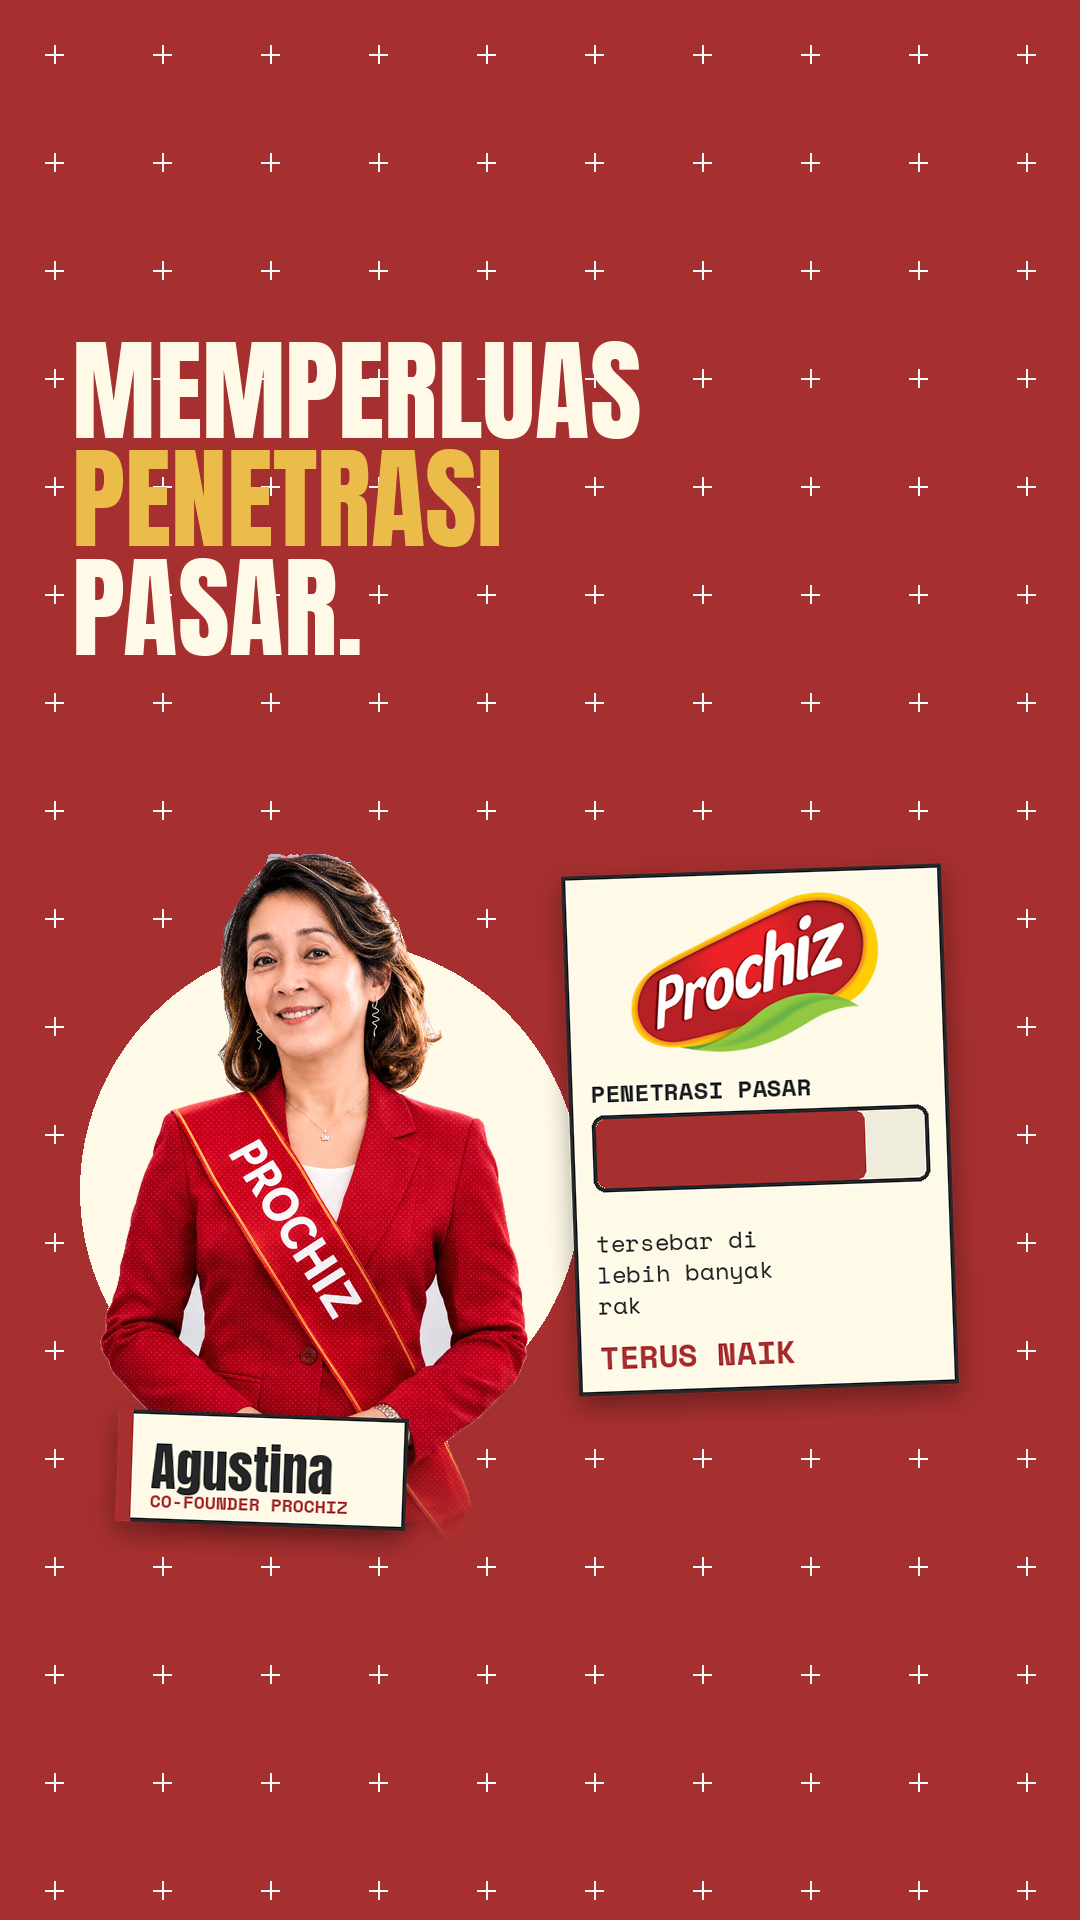 MEMPERLUAS
PENETRASI
PASAR.
PROCHIZ
Agustina
CO-FOUNDER PROCHIZ
Prochiz
PENETRASI PASAR
tersebar di
lebih banyak
rak
TERUS NAIK